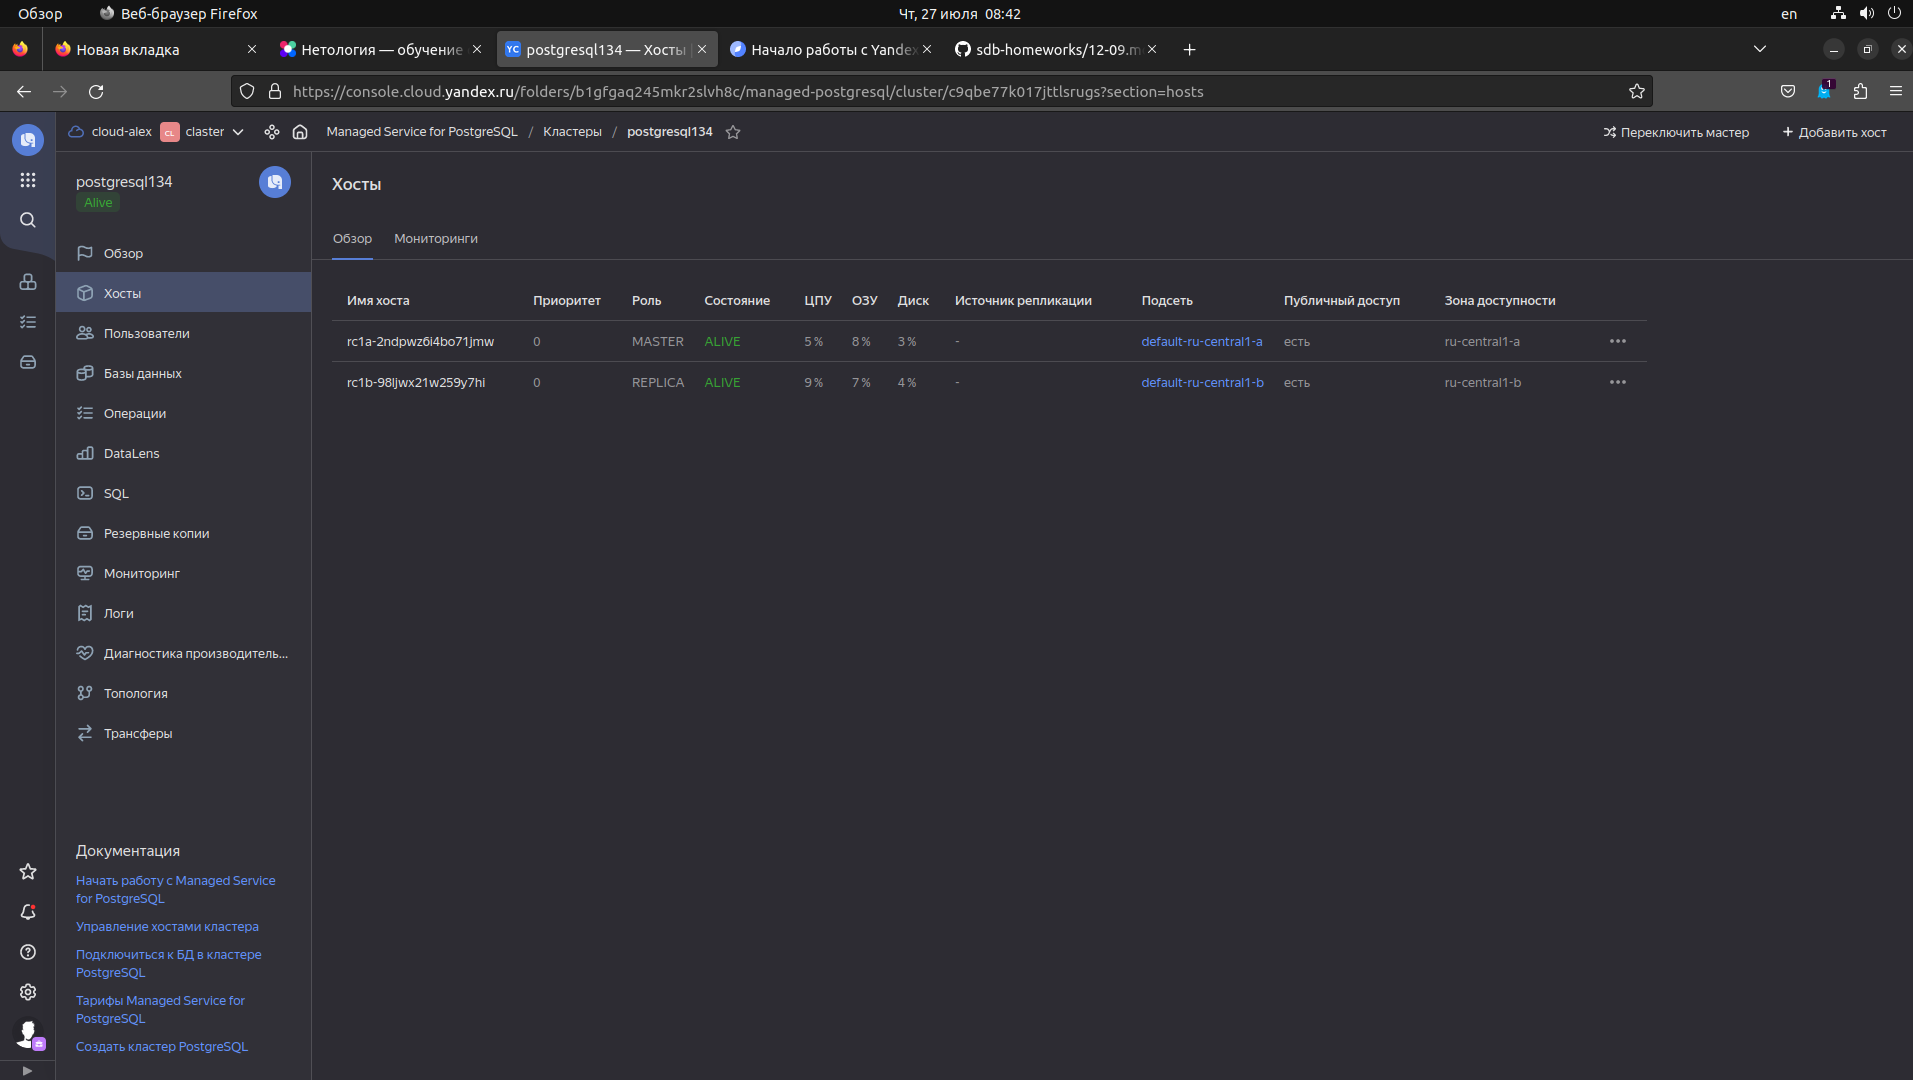 Обзор
Веб-браузер Firefox
Чт, 27 июля 08:42
en
Новая вкладка
Нетология — обучение
YC
postgresql134 — Хосты |
Начало работы с Yandex
sdb-homeworks/12-09.m
https://console.cloud.yandex.ru/folders/b1gfgaq245mkr2slvh8c/managed-postgresql/cluster/c9qbe77k017jttlsrugs?section=hosts
1
cloud-alex
CL
claster
Managed Service for PostgreSQL / Кластеры / postgresql134
Переключить мастер
+ Добавить хост
postgresql134
Alive
Обзор
Хосты
Пользователи
Базы данных
Операции
DataLens
SQL
Резервные копии
Мониторинг
Логи
Диагностика производитель...
Топология
Трансферы
Документация
Начать работу с Managed Service
for PostgreSQL
Управление хостами кластера
Подключиться к БД в кластере
PostgreSQL
Тарифы Managed Service for
PostgreSQL
Создать кластер PostgreSQL
Хосты
Обзор Мониторинги
Имя хоста Приоритет Роль Состояние ЦПУ ОЗУ Диск Источник репликации Подсеть Публичный доступ Зона доступности
rc1a-2ndpwz6i4bo71jmw 0 MASTER ALIVE 5 % 8 % 3 % - default-ru-central1-a есть ru-central1-a
rc1b-98ljwx21w259y7hi 0 REPLICA ALIVE 9 % 7 % 4 % - default-ru-central1-b есть ru-central1-b